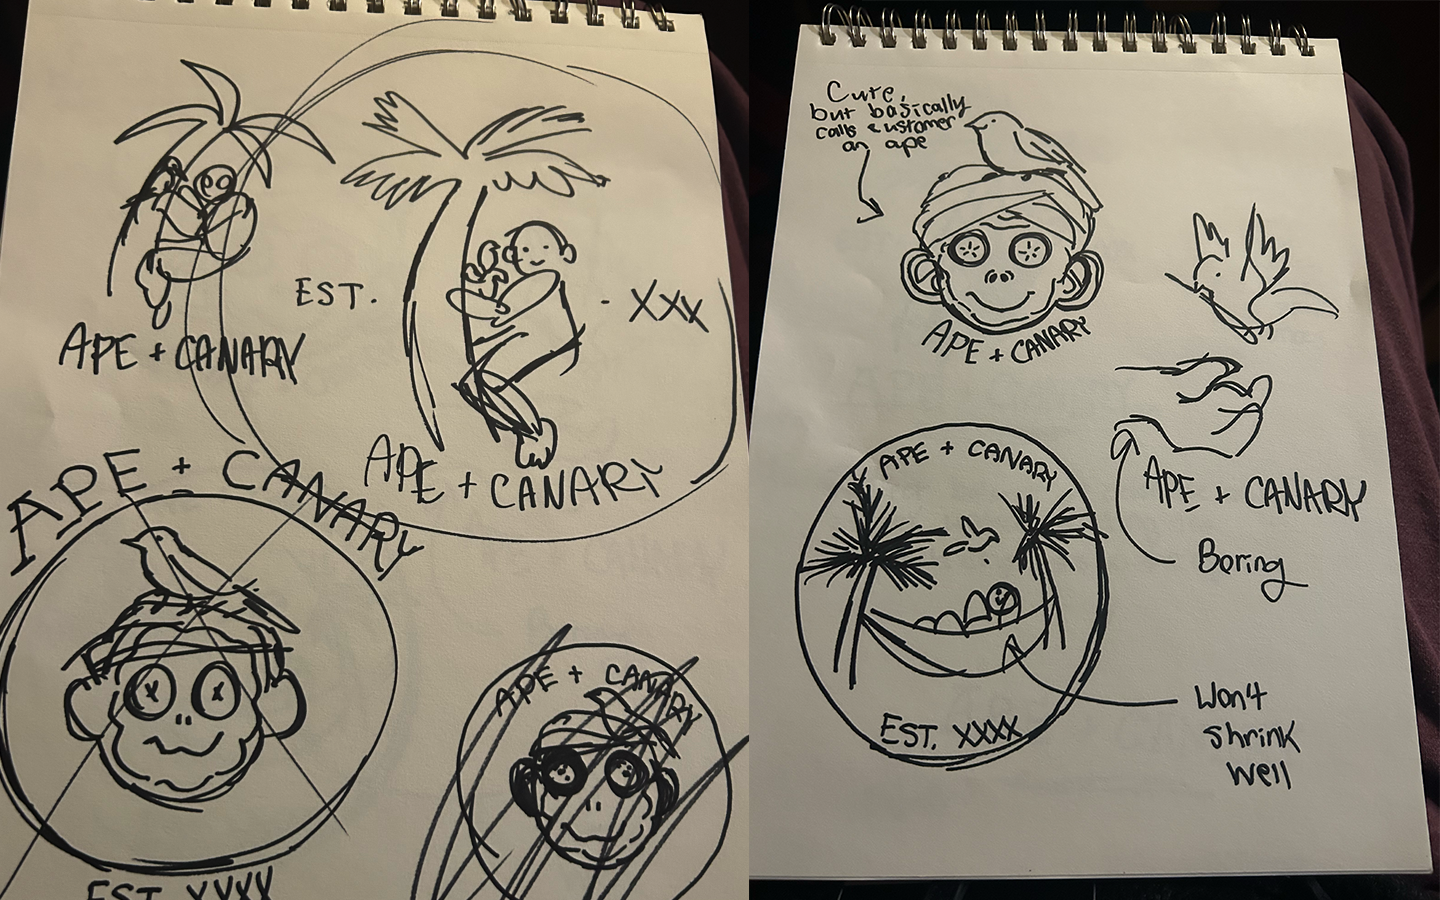 APE + CANARY
EST. - XXX
APE + CANARY
APE + CANARY
EST. XXXX
APE + CANARY
Cute,
but basically
calls customer
an ape
APE + CANARY
APE + CANARY
Boring
APE + CANARY
EST. XXXX
Won't
shrink
well